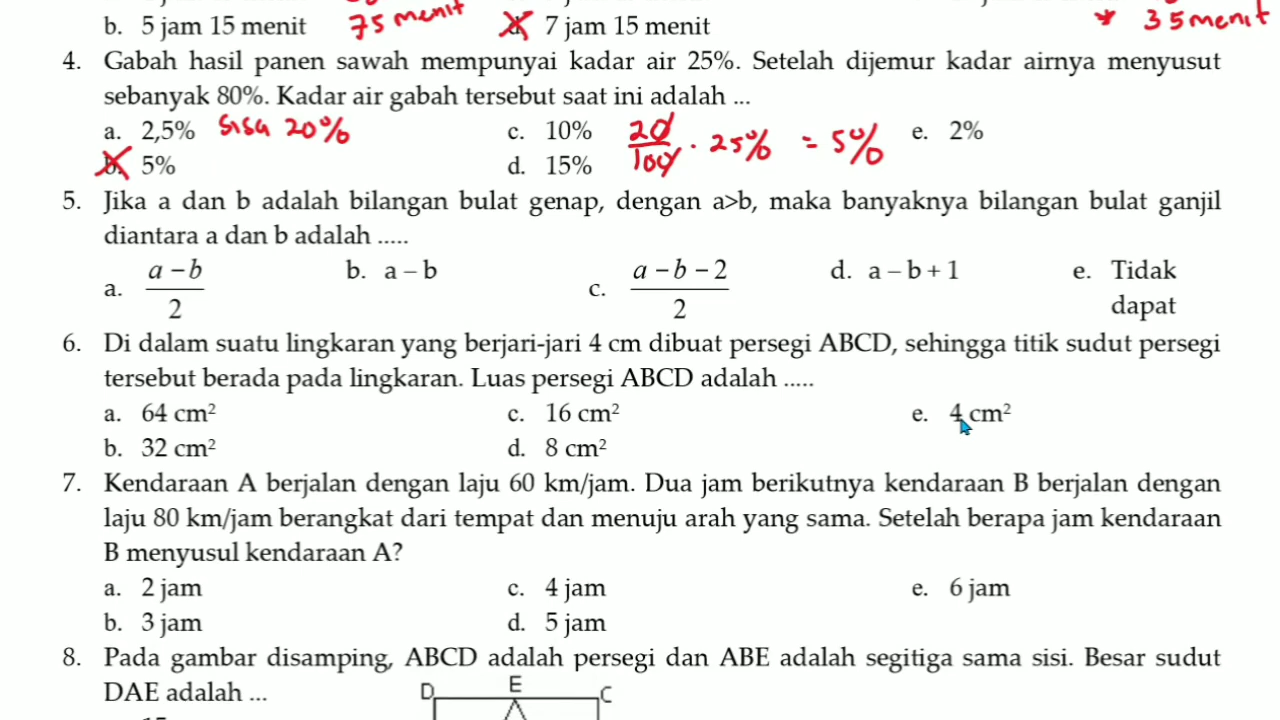 b. 5 jam 15 menit 75 menit 7 jam 15 menit * 35 menit
4. Gabah hasil panen sawah mempunyai kadar air 25%. Setelah dijemur kadar airnya menyusut
sebanyak 80%. Kadar air gabah tersebut saat ini adalah ...
a. 2,5% sisa 20% c. 10% 20/100 . 25% = 5% e. 2%
b. 5% d. 15%
5. Jika a dan b adalah bilangan bulat genap, dengan a>b, maka banyaknya bilangan bulat ganjil
diantara a dan b adalah .....
a. (a – b)/2 b. a – b c. (a – b – 2)/2 d. a – b + 1 e. Tidak
dapat
6. Di dalam suatu lingkaran yang berjari-jari 4 cm dibuat persegi ABCD, sehingga titik sudut persegi
tersebut berada pada lingkaran. Luas persegi ABCD adalah .....
a. 64 cm² c. 16 cm² e. 4 cm²
b. 32 cm² d. 8 cm²
7. Kendaraan A berjalan dengan laju 60 km/jam. Dua jam berikutnya kendaraan B berjalan dengan
laju 80 km/jam berangkat dari tempat dan menuju arah yang sama. Setelah berapa jam kendaraan
B menyusul kendaraan A?
a. 2 jam c. 4 jam e. 6 jam
b. 3 jam d. 5 jam
8. Pada gambar disamping, ABCD adalah persegi dan ABE adalah segitiga sama sisi. Besar sudut
DAE adalah ...
D E C